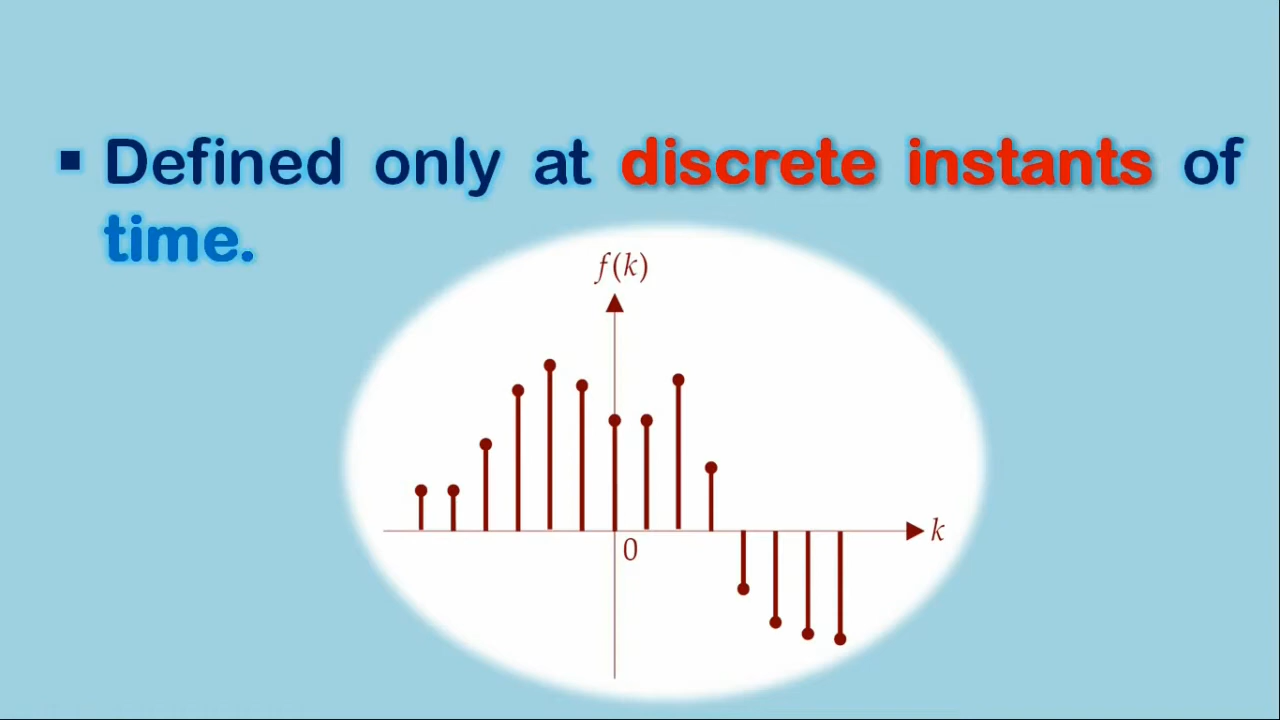 ▪ Defined only at discrete instants of
time.
f(k)
k
0